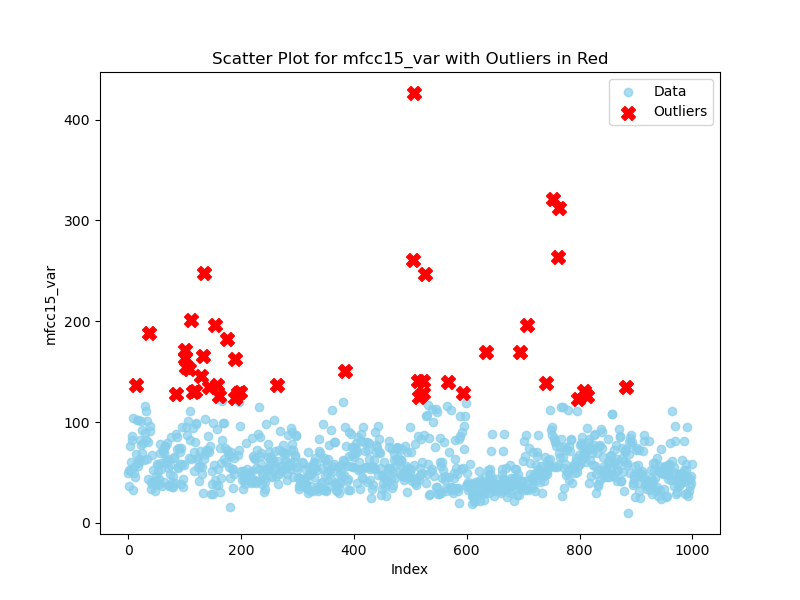 Scatter Plot for mfcc15_var with Outliers in Red
Data
Outliers
400
300
200
100
0
mfcc15_var
0
200
400
600
800
1000
Index